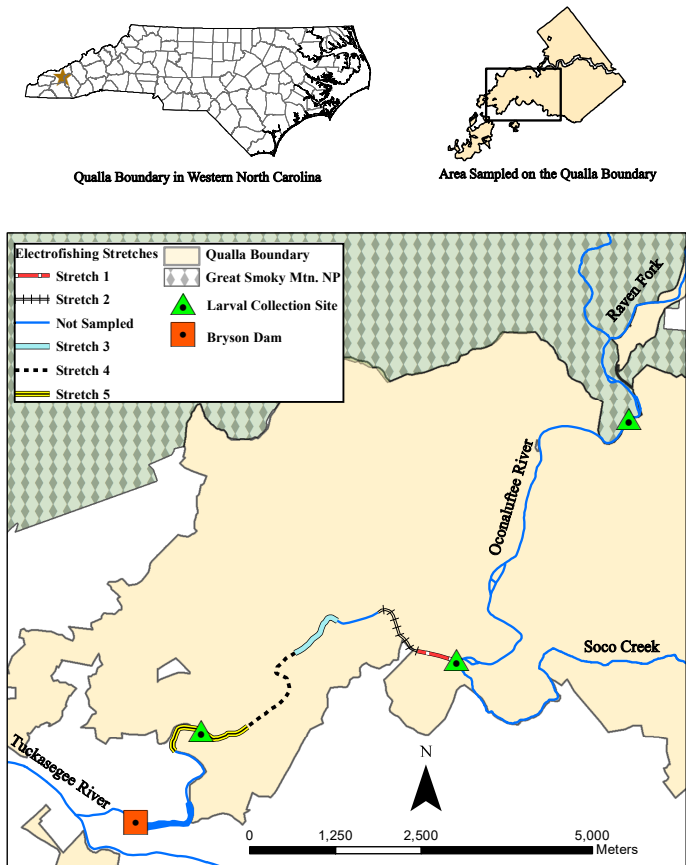 Qualla Boundary in Western North Carolina
Area Sampled on the Qualla Boundary
Electrofishing Stretches
Stretch 1
Stretch 2
Not Sampled
Stretch 3
Stretch 4
Stretch 5
Qualla Boundary
Great Smoky Mtn. NP
Larval Collection Site
Bryson Dam
Raven Fork
Oconaluftee River
Soco Creek
Tuckasegee River
N
0 1,250 2,500 5,000
Meters